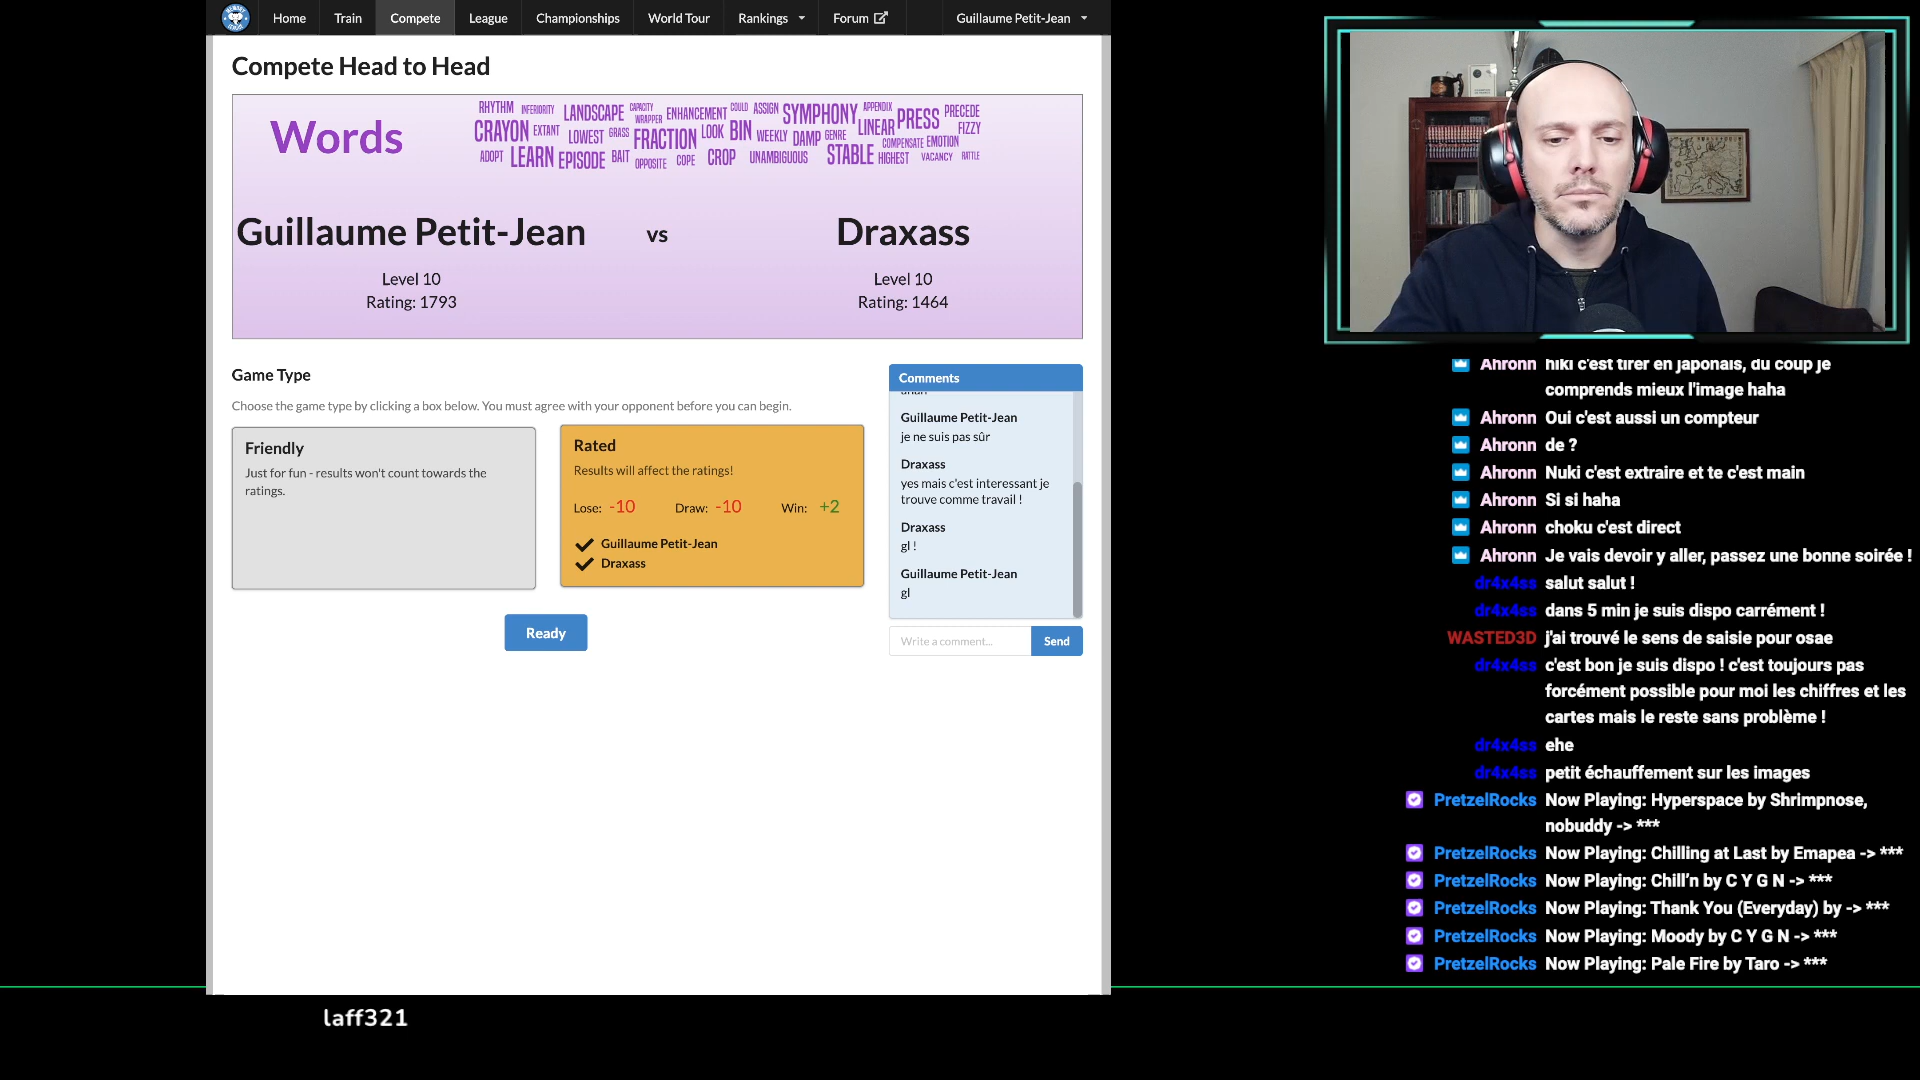 Home Train Compete League Championships World Tour Rankings Forum Guillaume Petit-Jean
Compete Head to Head
Words
RHYTHM INFERIORITY LANDSCAPE CAPACITY WRAPPER ENHANCEMENT COULD ASSIGN SYMPHONY APPENDIX PRESS PRECEDE
CRAYON EXTANT LOWEST GRASS FRACTION LOOK BIN WEEKLY DAMP GENRE LINEAR COMPENSATE EMOTION FIZZY
ADOPT LEARN EPISODE BAIT OPPOSITE COPE CROP UNAMBIGUOUS STABLE HIGHEST VACANCY RATTLE
Guillaume Petit-Jean vs Draxass
Level 10 Level 10
Rating: 1793 Rating: 1464
Game Type
Choose the game type by clicking a box below. You must agree with your opponent before you can begin.
Friendly
Just for fun - results won't count towards the
ratings.
Rated
Results will affect the ratings!
Lose: -10 Draw: -10 Win: +2
Guillaume Petit-Jean
Draxass
Ready
Comments
Guillaume Petit-Jean
je ne suis pas sûr
Draxass
yes mais c'est interessant je
trouve comme travail !
Draxass
gl !
Guillaume Petit-Jean
gl
Write a comment... Send
Ahronn hiki c'est tirer en japonais, du coup je
comprends mieux l'image haha
Ahronn Oui c'est aussi un compteur
Ahronn de ?
Ahronn Nuki c'est extraire et te c'est main
Ahronn Si si haha
Ahronn choku c'est direct
Ahronn Je vais devoir y aller, passez une bonne soirée !
dr4x4ss salut salut !
dr4x4ss dans 5 min je suis dispo carrément !
WASTED3D j'ai trouvé le sens de saisie pour osae
dr4x4ss c'est bon je suis dispo ! c'est toujours pas
forcément possible pour moi les chiffres et les
cartes mais le reste sans problème !
dr4x4ss ehe
dr4x4ss petit échauffement sur les images
PretzelRocks Now Playing: Hyperspace by Shrimpnose,
nobuddy -> ***
PretzelRocks Now Playing: Chilling at Last by Emapea -> ***
PretzelRocks Now Playing: Chill’n by C Y G N -> ***
PretzelRocks Now Playing: Thank You (Everyday) by -> ***
PretzelRocks Now Playing: Moody by C Y G N -> ***
PretzelRocks Now Playing: Pale Fire by Taro -> ***
laff321